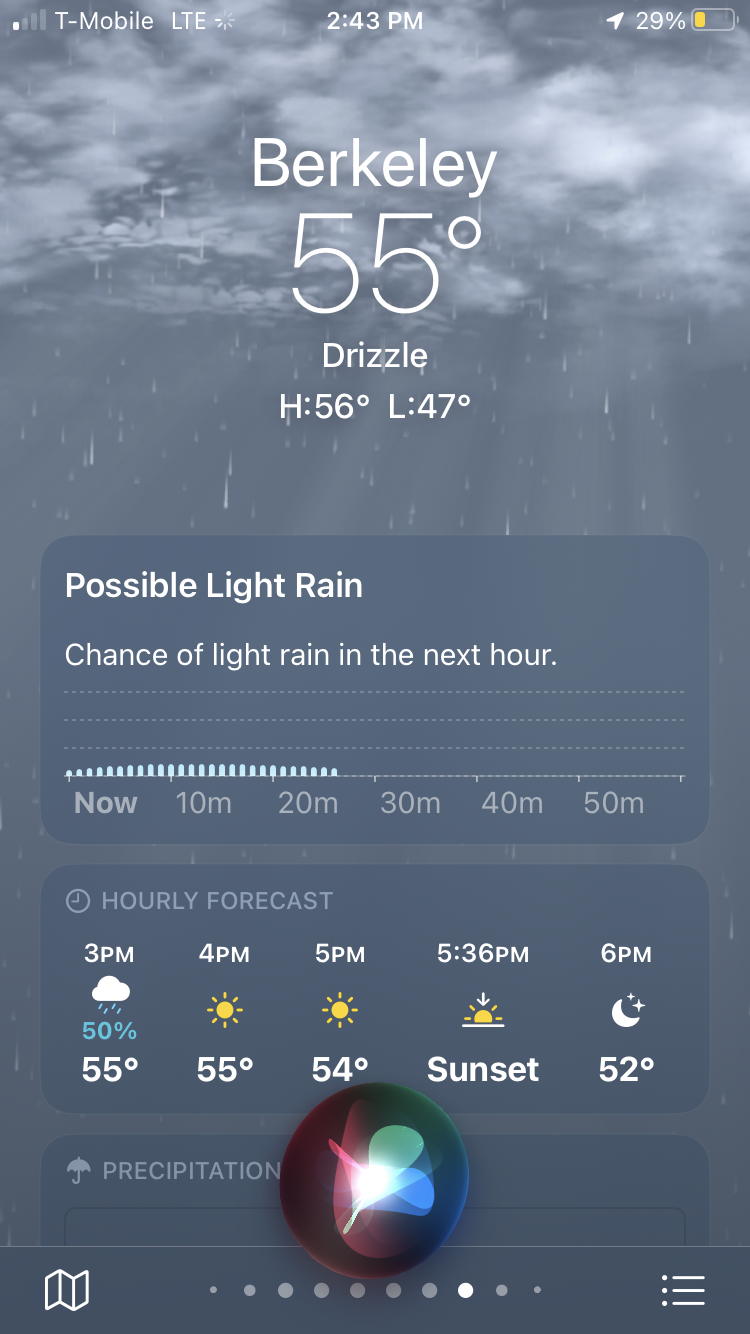 T-Mobile LTE 2:43 PM 29%
Berkeley
55°
Drizzle
H:56° L:47°
Possible Light Rain
Chance of light rain in the next hour.
Now 10m 20m 30m 40m 50m
HOURLY FORECAST
3PM 4PM 5PM 5:36PM 6PM
50%
55° 55° 54° Sunset 52°
PRECIPITATION